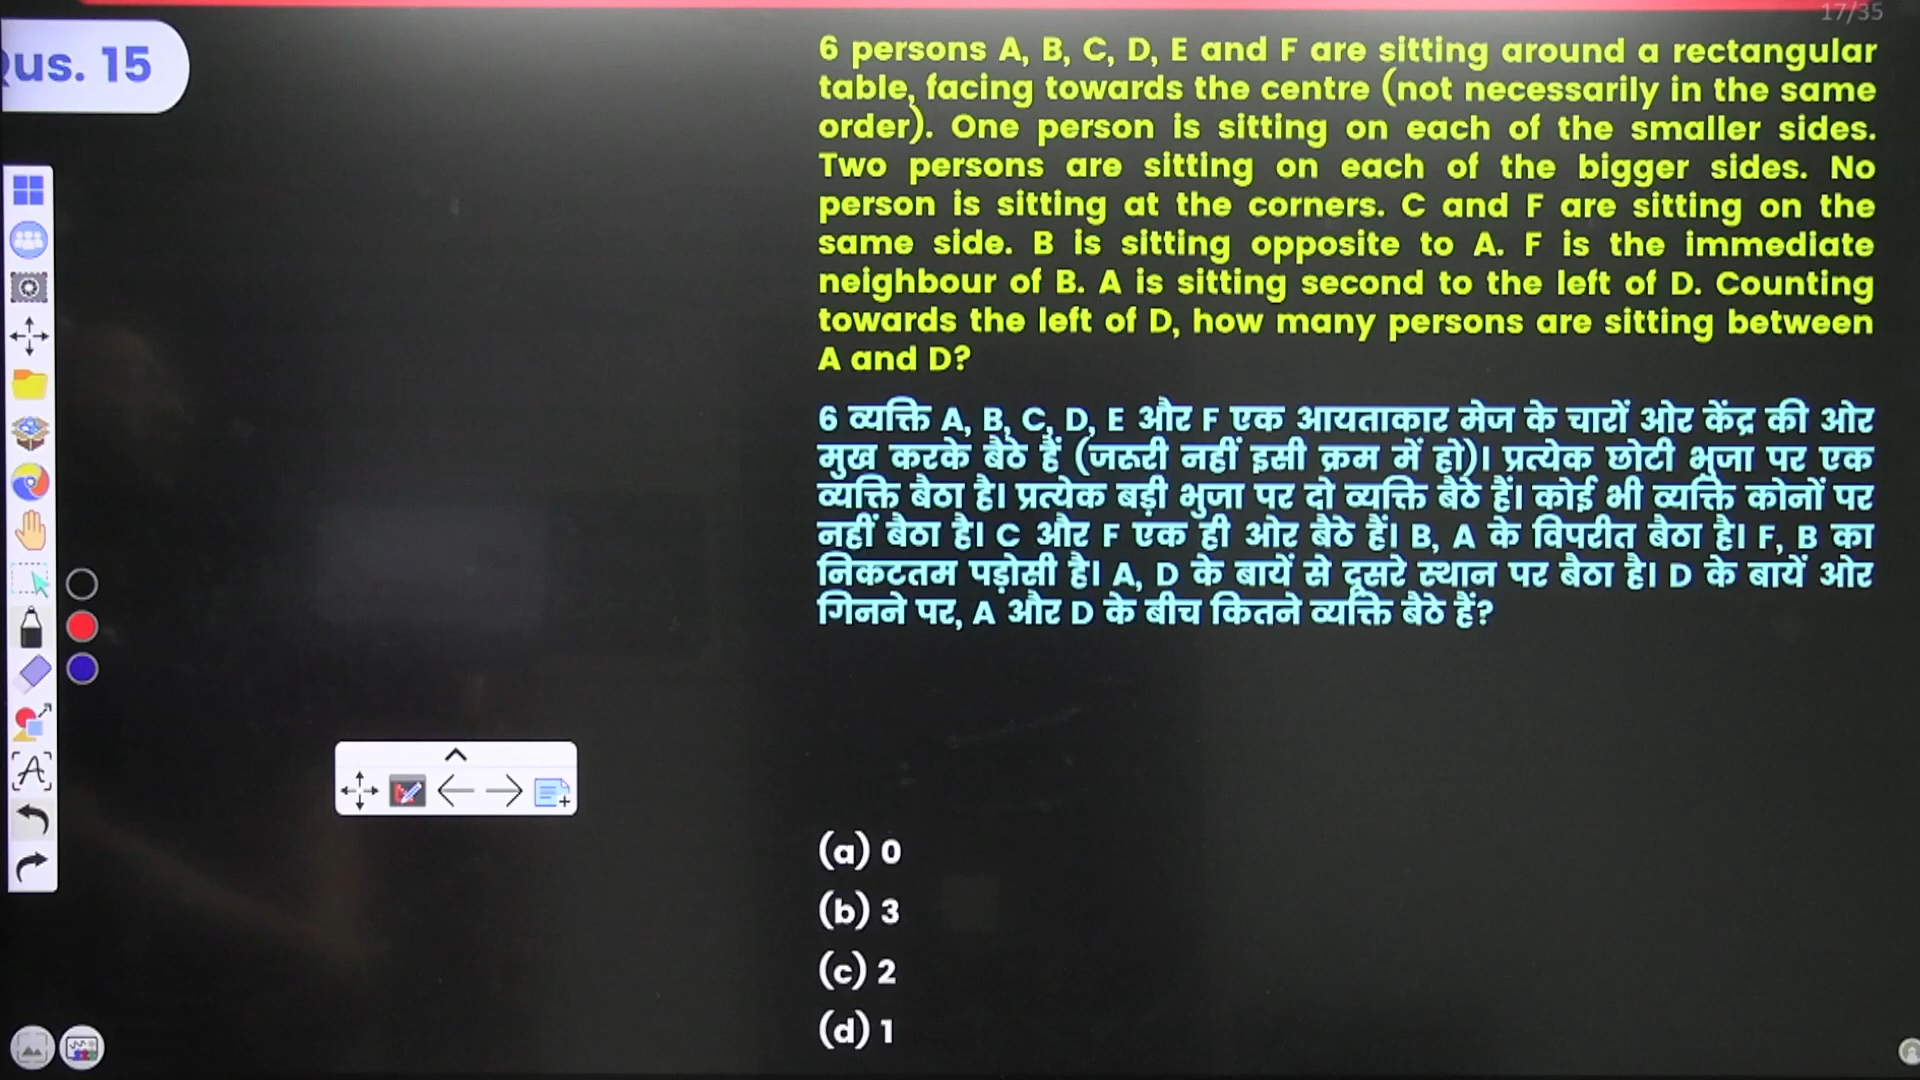 17/35
Qus. 15
6 persons A, B, C, D, E and F are sitting around a rectangular
table, facing towards the centre (not necessarily in the same
order). One person is sitting on each of the smaller sides.
Two persons are sitting on each of the bigger sides. No
person is sitting at the corners. C and F are sitting on the
same side. B is sitting opposite to A. F is the immediate
neighbour of B. A is sitting second to the left of D. Counting
towards the left of D, how many persons are sitting between
A and D?
6 व्यक्ति A, B, C, D, E और F एक आयताकार मेज के चारों ओर केंद्र की ओर
मुख करके बैठे हैं (जरूरी नहीं इसी क्रम में हो)। प्रत्येक छोटी भुजा पर एक
व्यक्ति बैठा है। प्रत्येक बड़ी भुजा पर दो व्यक्ति बैठे हैं। कोई भी व्यक्ति कोनों पर
नहीं बैठा है। C और F एक ही ओर बैठे हैं। B, A के विपरीत बैठा है। F, B का
निकटतम पड़ोसी है। A, D के बायें से दूसरे स्थान पर बैठा है। D के बायें ओर
गिनने पर, A और D के बीच कितने व्यक्ति बैठे हैं?
(a) 0
(b) 3
(c) 2
(d) 1